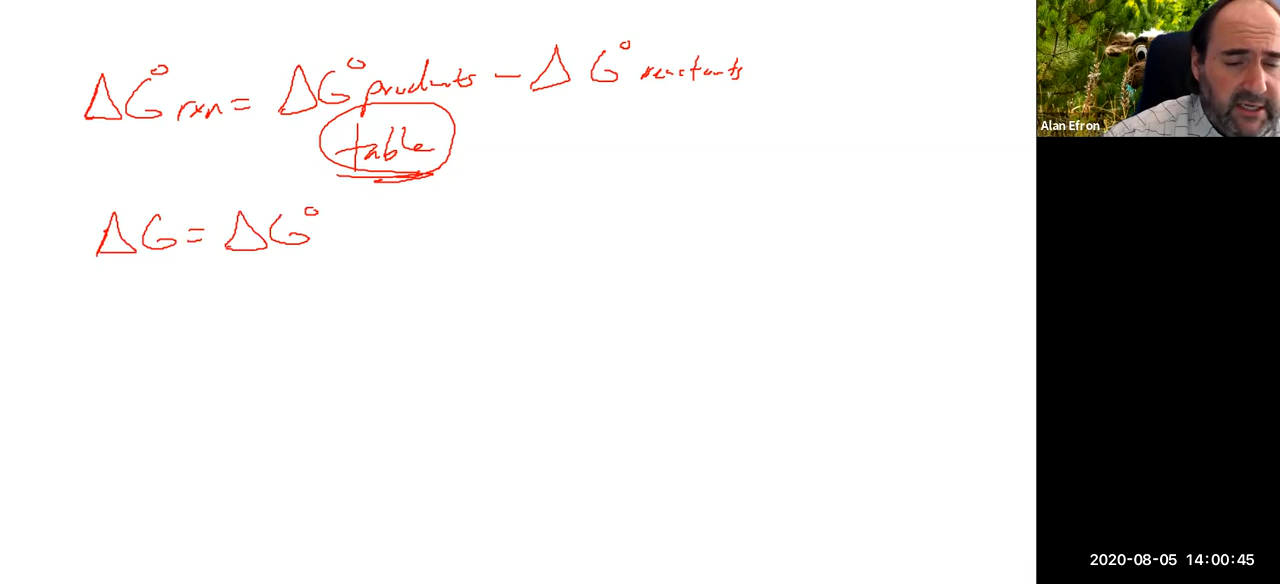 ΔG° rxn = ΔG° products − ΔG° reactants
table
ΔG = ΔG°
Alan Efron
2020-08-05 14:00:45